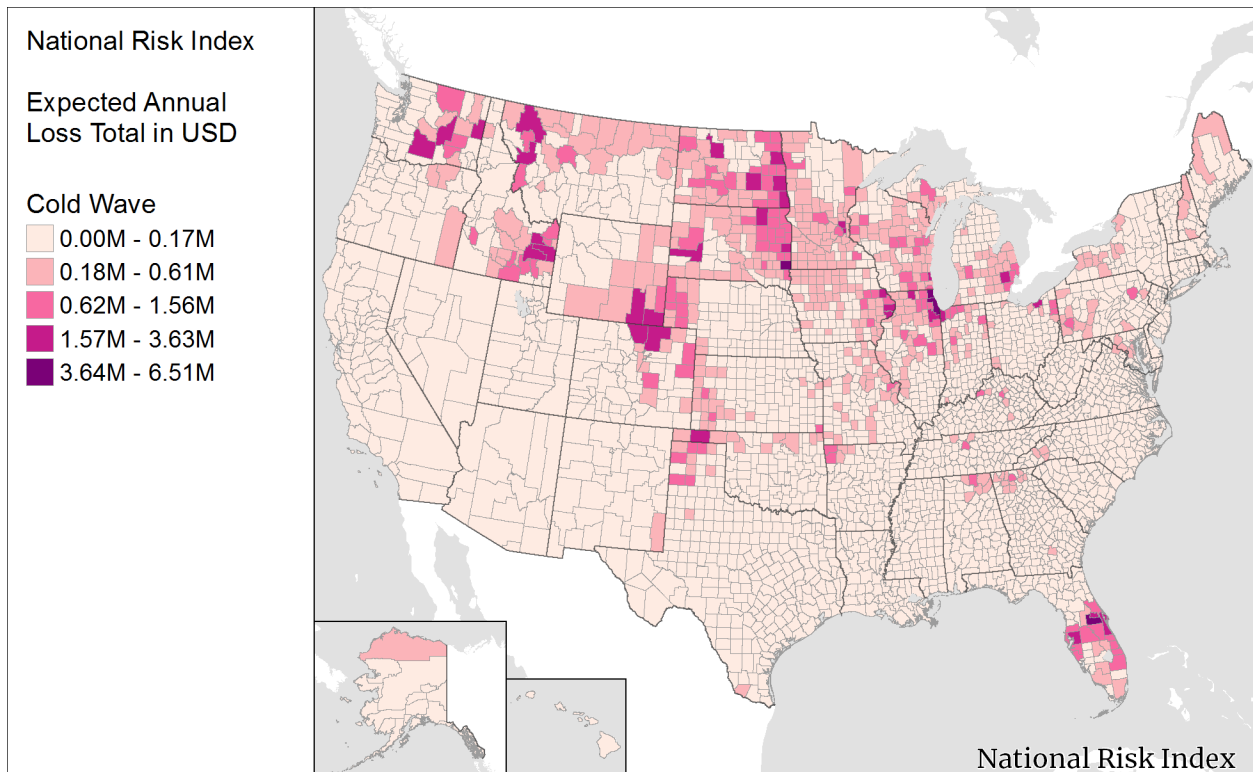 National Risk Index
Expected Annual
Loss Total in USD
Cold Wave
0.00M - 0.17M
0.18M - 0.61M
0.62M - 1.56M
1.57M - 3.63M
3.64M - 6.51M
National Risk Index